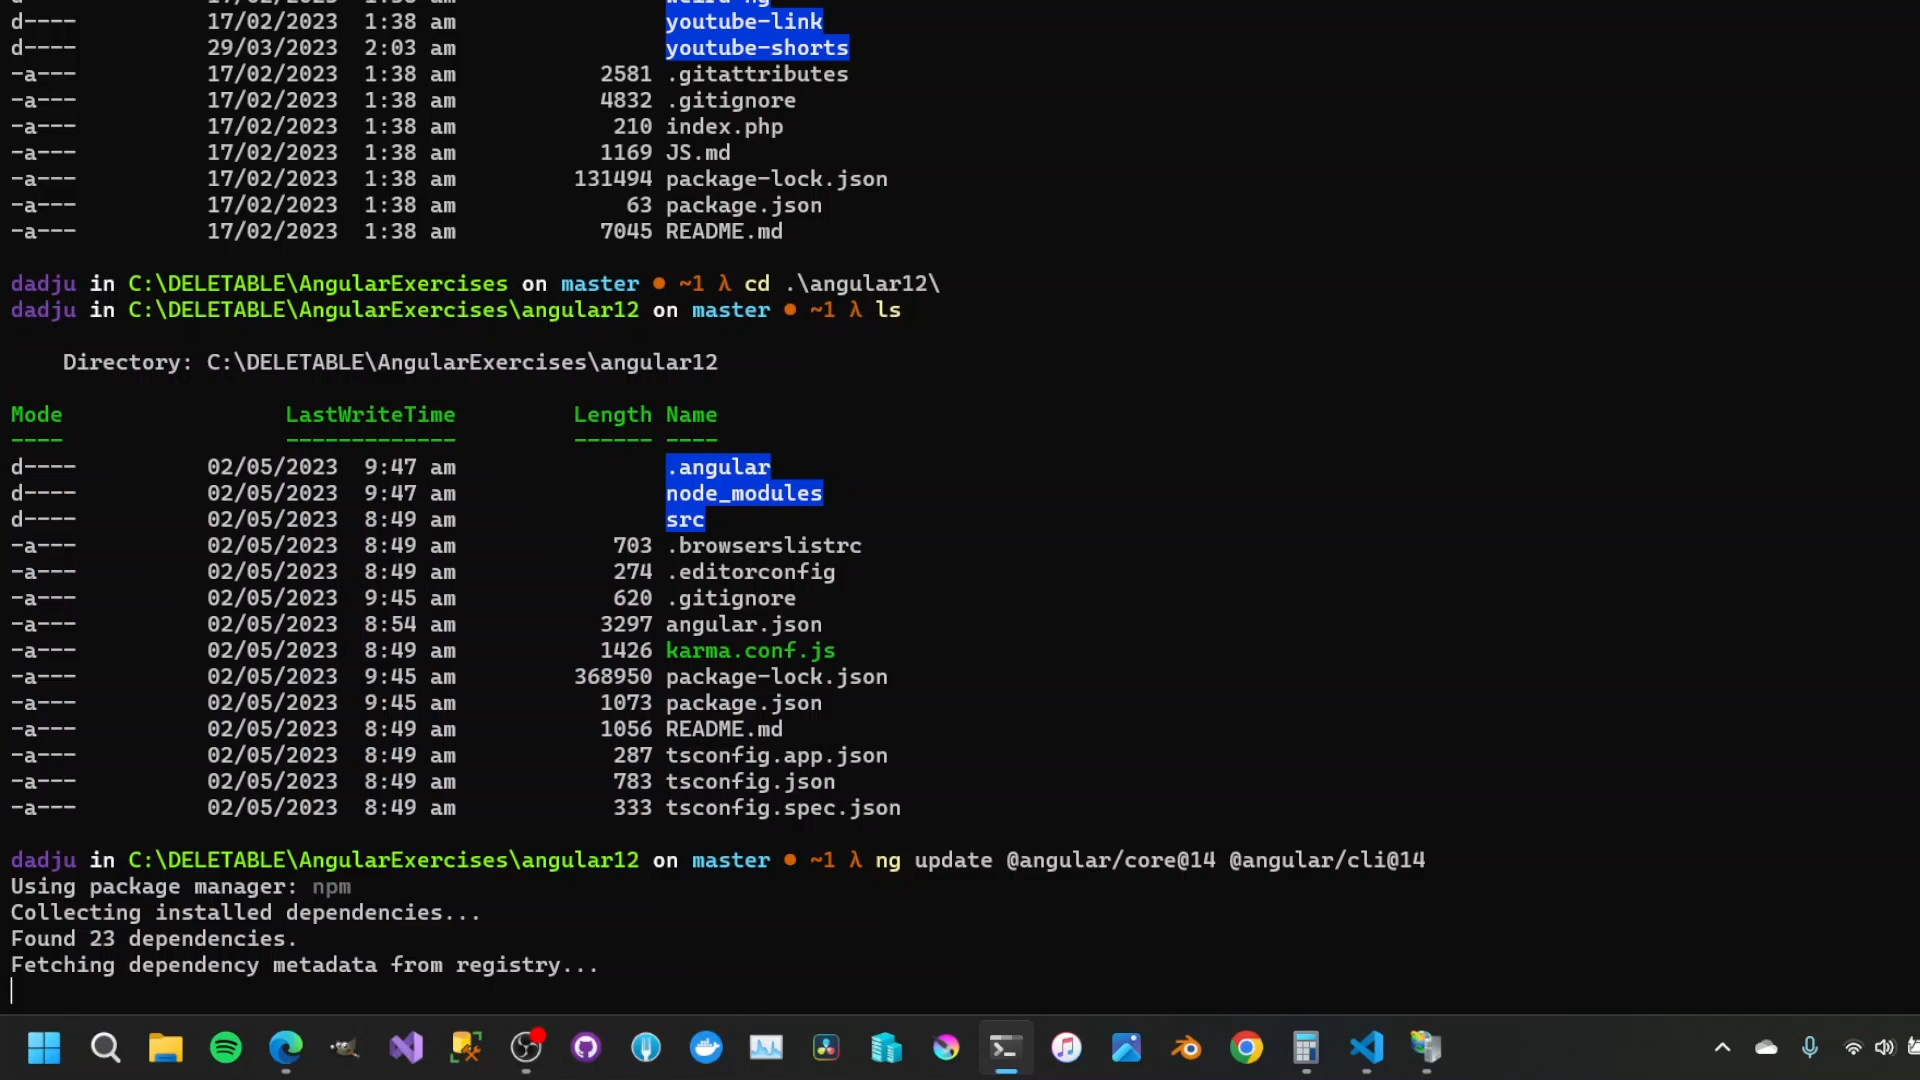 d---- 17/02/2023 1:38 am weird-ng
d---- 17/02/2023 1:38 am youtube-link
d---- 29/03/2023 2:03 am youtube-shorts
-a--- 17/02/2023 1:38 am 2581 .gitattributes
-a--- 17/02/2023 1:38 am 4832 .gitignore
-a--- 17/02/2023 1:38 am 210 index.php
-a--- 17/02/2023 1:38 am 1169 JS.md
-a--- 17/02/2023 1:38 am 131494 package-lock.json
-a--- 17/02/2023 1:38 am 63 package.json
-a--- 17/02/2023 1:38 am 7045 README.md
dadju in C:\DELETABLE\AngularExercises on master ● ~1 λ cd .\angular12\
dadju in C:\DELETABLE\AngularExercises\angular12 on master ● ~1 λ ls
Directory: C:\DELETABLE\AngularExercises\angular12
Mode LastWriteTime Length Name
---- ------------- ------ ----
d---- 02/05/2023 9:47 am .angular
d---- 02/05/2023 9:47 am node_modules
d---- 02/05/2023 8:49 am src
-a--- 02/05/2023 8:49 am 703 .browserslistrc
-a--- 02/05/2023 8:49 am 274 .editorconfig
-a--- 02/05/2023 9:45 am 620 .gitignore
-a--- 02/05/2023 8:54 am 3297 angular.json
-a--- 02/05/2023 8:49 am 1426 karma.conf.js
-a--- 02/05/2023 9:45 am 368950 package-lock.json
-a--- 02/05/2023 9:45 am 1073 package.json
-a--- 02/05/2023 8:49 am 1056 README.md
-a--- 02/05/2023 8:49 am 287 tsconfig.app.json
-a--- 02/05/2023 8:49 am 783 tsconfig.json
-a--- 02/05/2023 8:49 am 333 tsconfig.spec.json
dadju in C:\DELETABLE\AngularExercises\angular12 on master ● ~1 λ ng update @angular/core@14 @angular/cli@14
Using package manager: npm
Collecting installed dependencies...
Found 23 dependencies.
Fetching dependency metadata from registry...